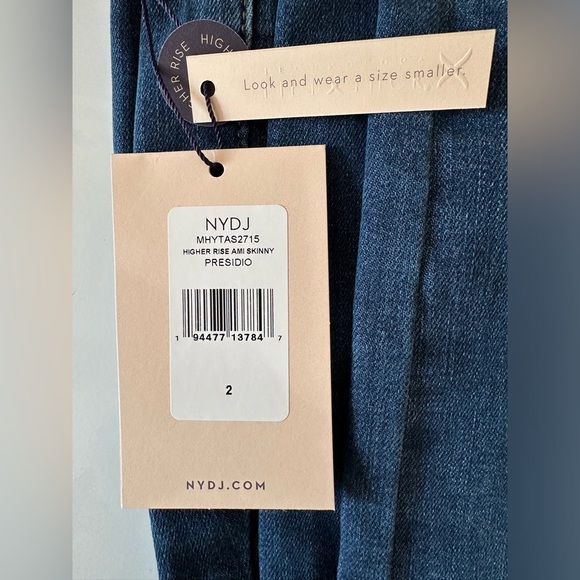 HIGHER RISE HIGH
Look and wear a size smaller.
NYDJ
MHYTAS2715
HIGHER RISE AMI SKINNY
PRESIDIO
1 94477 13784 7
2
NYDJ.COM